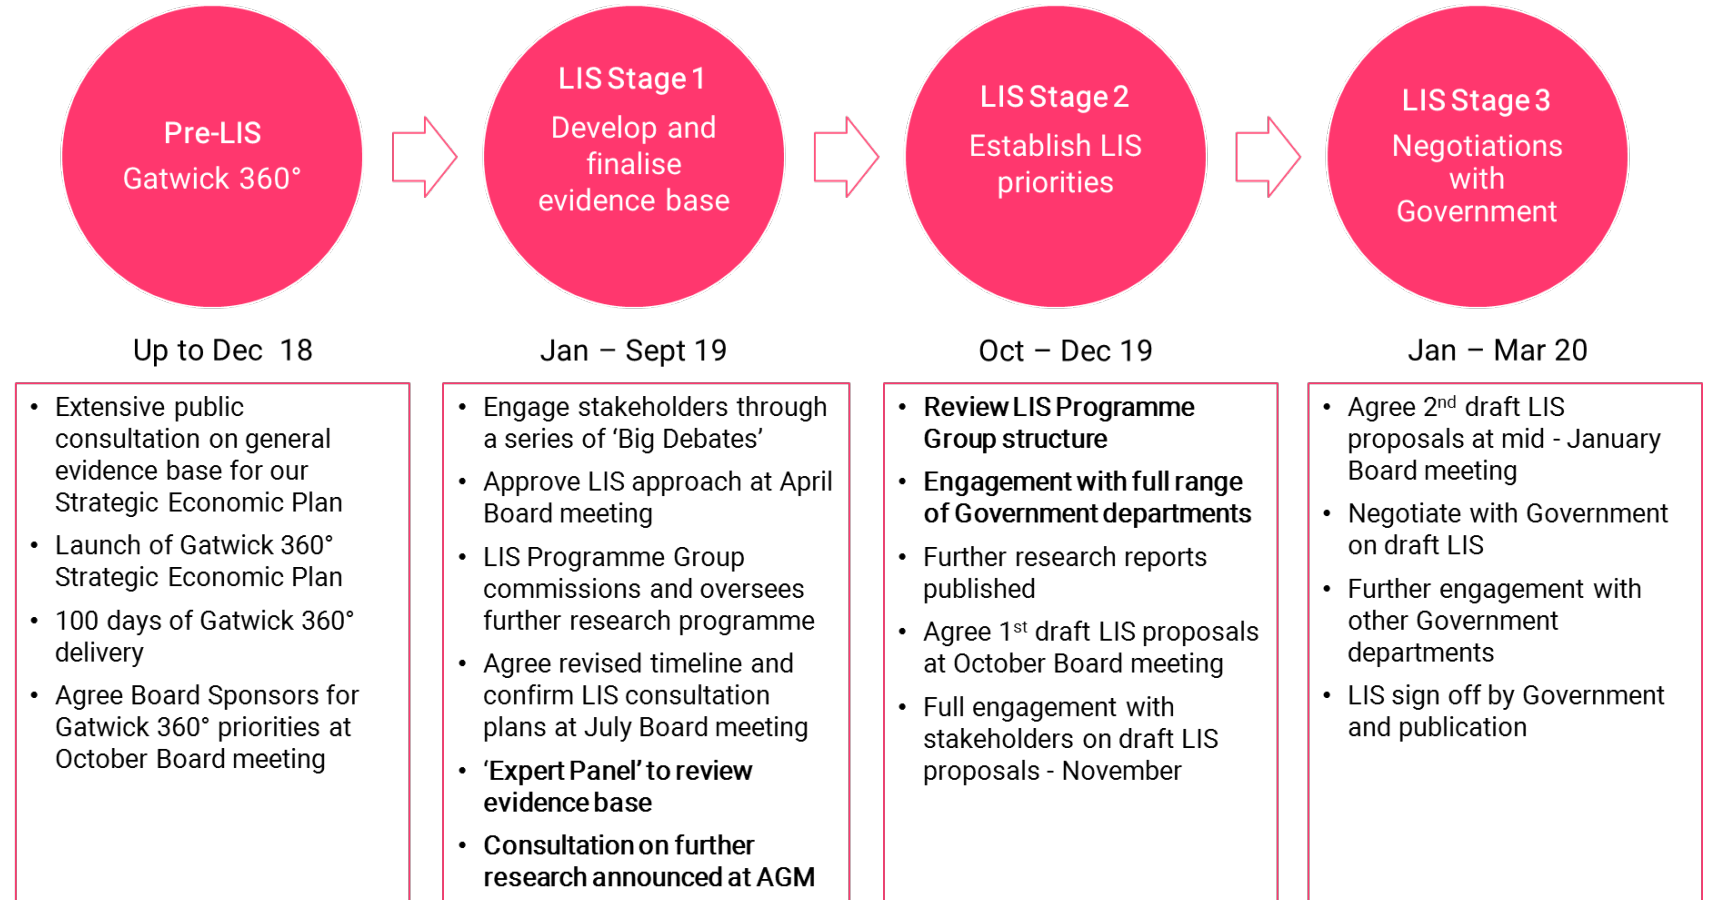 Pre-LIS
Gatwick 360°
LIS Stage 1
Develop and
finalise
evidence base
LIS Stage 2
Establish LIS
priorities
LIS Stage 3
Negotiations
with
Government
Up to Dec 18
Jan – Sept 19
Oct – Dec 19
Jan – Mar 20
• Extensive public
consultation on general
evidence base for our
Strategic Economic Plan
• Launch of Gatwick 360°
Strategic Economic Plan
• 100 days of Gatwick 360°
delivery
• Agree Board Sponsors for
Gatwick 360° priorities at
October Board meeting
• Engage stakeholders through
a series of ‘Big Debates’
• Approve LIS approach at April
Board meeting
• LIS Programme Group
commissions and oversees
further research programme
• Agree revised timeline and
confirm LIS consultation
plans at July Board meeting
• ‘Expert Panel’ to review
evidence base
• Consultation on further
research announced at AGM
• Review LIS Programme
Group structure
• Engagement with full range
of Government departments
• Further research reports
published
• Agree 1st draft LIS proposals
at October Board meeting
• Full engagement with
stakeholders on draft LIS
proposals - November
• Agree 2nd draft LIS
proposals at mid - January
Board meeting
• Negotiate with Government
on draft LIS
• Further engagement with
other Government
departments
• LIS sign off by Government
and publication